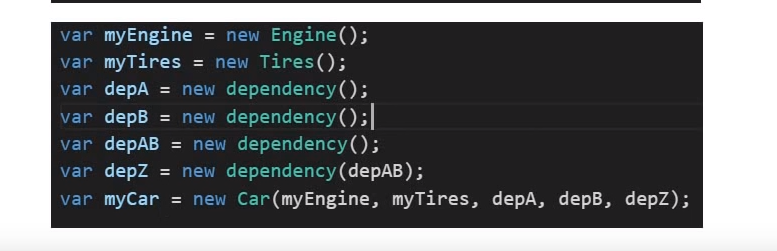 var myEngine = new Engine();
var myTires = new Tires();
var depA = new dependency();
var depB = new dependency();
var depAB = new dependency();
var depZ = new dependency(depAB);
var myCar = new Car(myEngine, myTires, depA, depB, depZ);